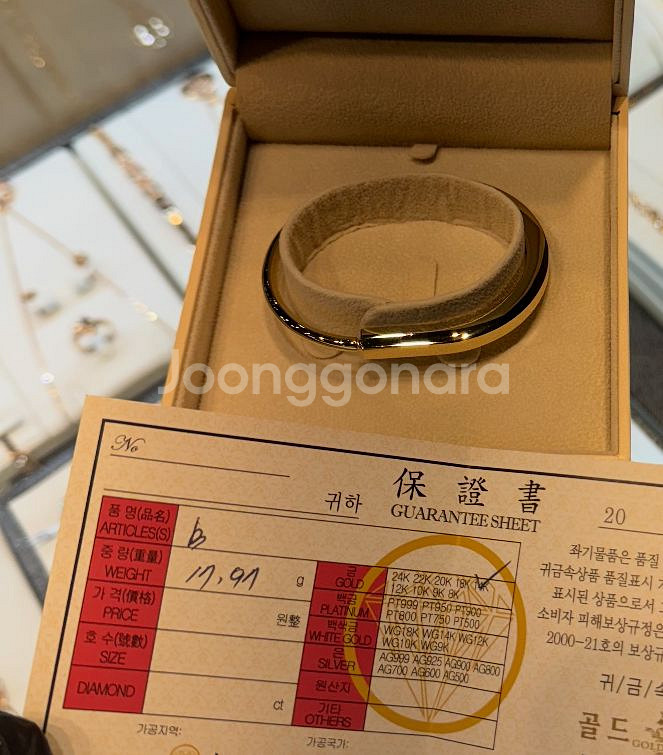 Joonggonara
No
귀하
保證書
GUARANTEE SHEET
20
품 명(品名)
ARTICLES(S)
b
중 량(重量)
WEIGHT
17.97 g
가 격(價格)
PRICE
원整
호 수(號數)
SIZE
DIAMOND
ct
금
GOLD
24K 22K 20K 18K 14K
12K 10K 9K 8K
백금
PLATINUM
PT999 PT950 PT900
PT800 PT750 PT500
백색금
WHITE GOLD
WG18K WG14K WG12K
WG10K WG9K
은
SILVER
AG999 AG925 AG900 AG800
AG700 AG600 AG500
원산지
기타
OTHERS
가공지역:
가공국가:
좌기물품은 품질
귀금속상품 품질표시
표시된 상품으로서
소비자 피해보상규정은
2000-21호의 보상규
귀/금/속
골드